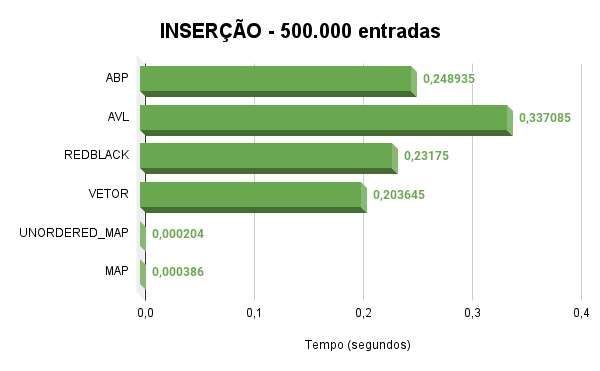 INSERÇÃO - 500.000 entradas
ABP 0,248935
AVL 0,337085
REDBLACK 0,23175
VETOR 0,203645
UNORDERED_MAP 0,000204
MAP 0,000386
0,0 0,1 0,2 0,3 0,4
Tempo (segundos)